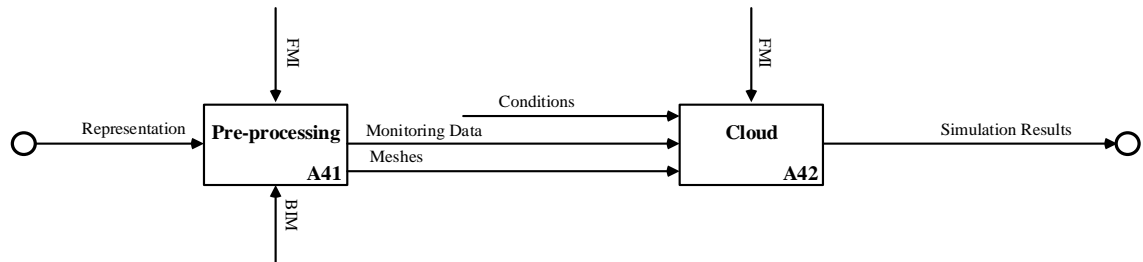 FMI
FMI
Conditions
Representation
Pre-processing
Monitoring Data
Cloud
Simulation Results
Meshes
A41
A42
BIM